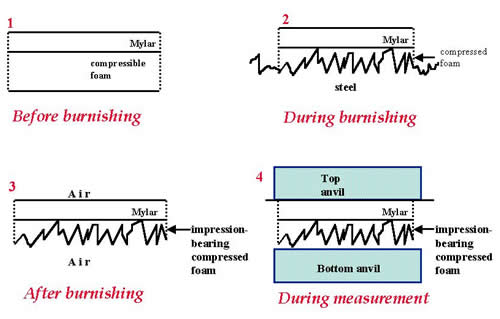 1
Mylar
compressible
foam
Before burnishing
2
Mylar
compressed
foam
steel
During burnishing
3
Air
Mylar
impression-
bearing
compressed
foam
Air
After burnishing
4
Top
anvil
Mylar
impression-
bearing
compressed
foam
Bottom anvil
During measurement